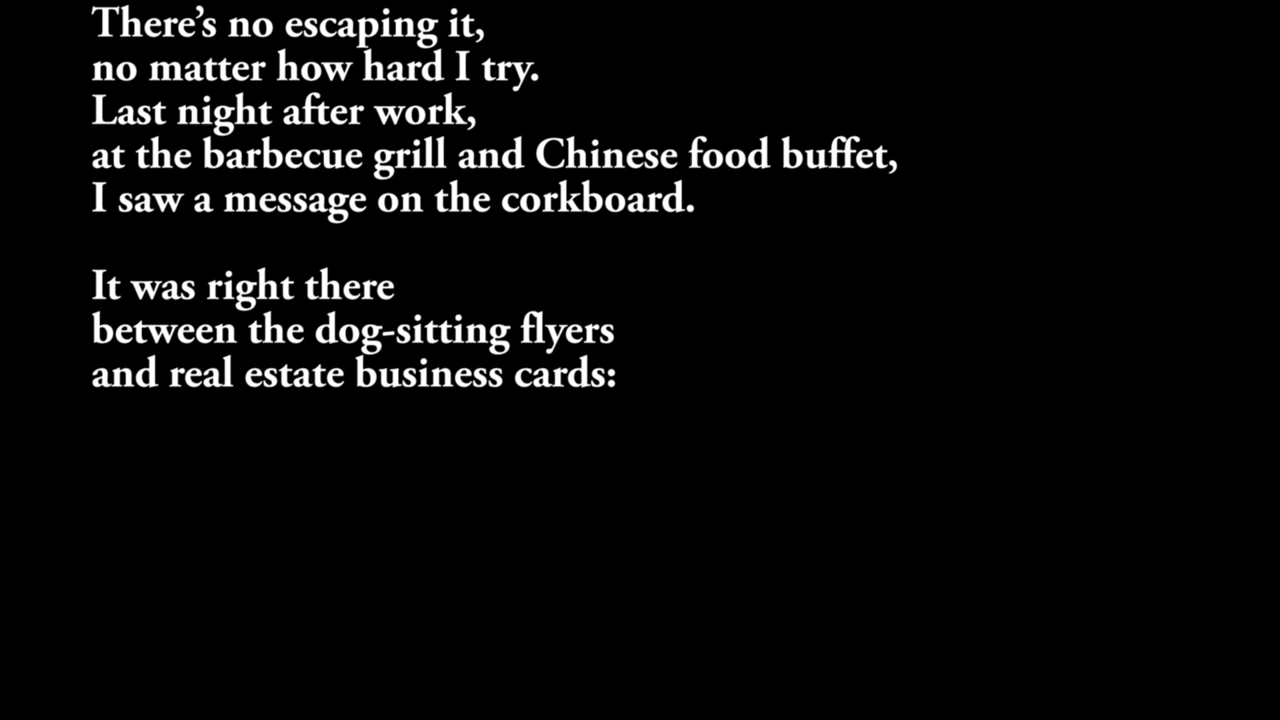 There’s no escaping it,
no matter how hard I try.
Last night after work,
at the barbecue grill and Chinese food buffet,
I saw a message on the corkboard.
It was right there
between the dog-sitting flyers
and real estate business cards: